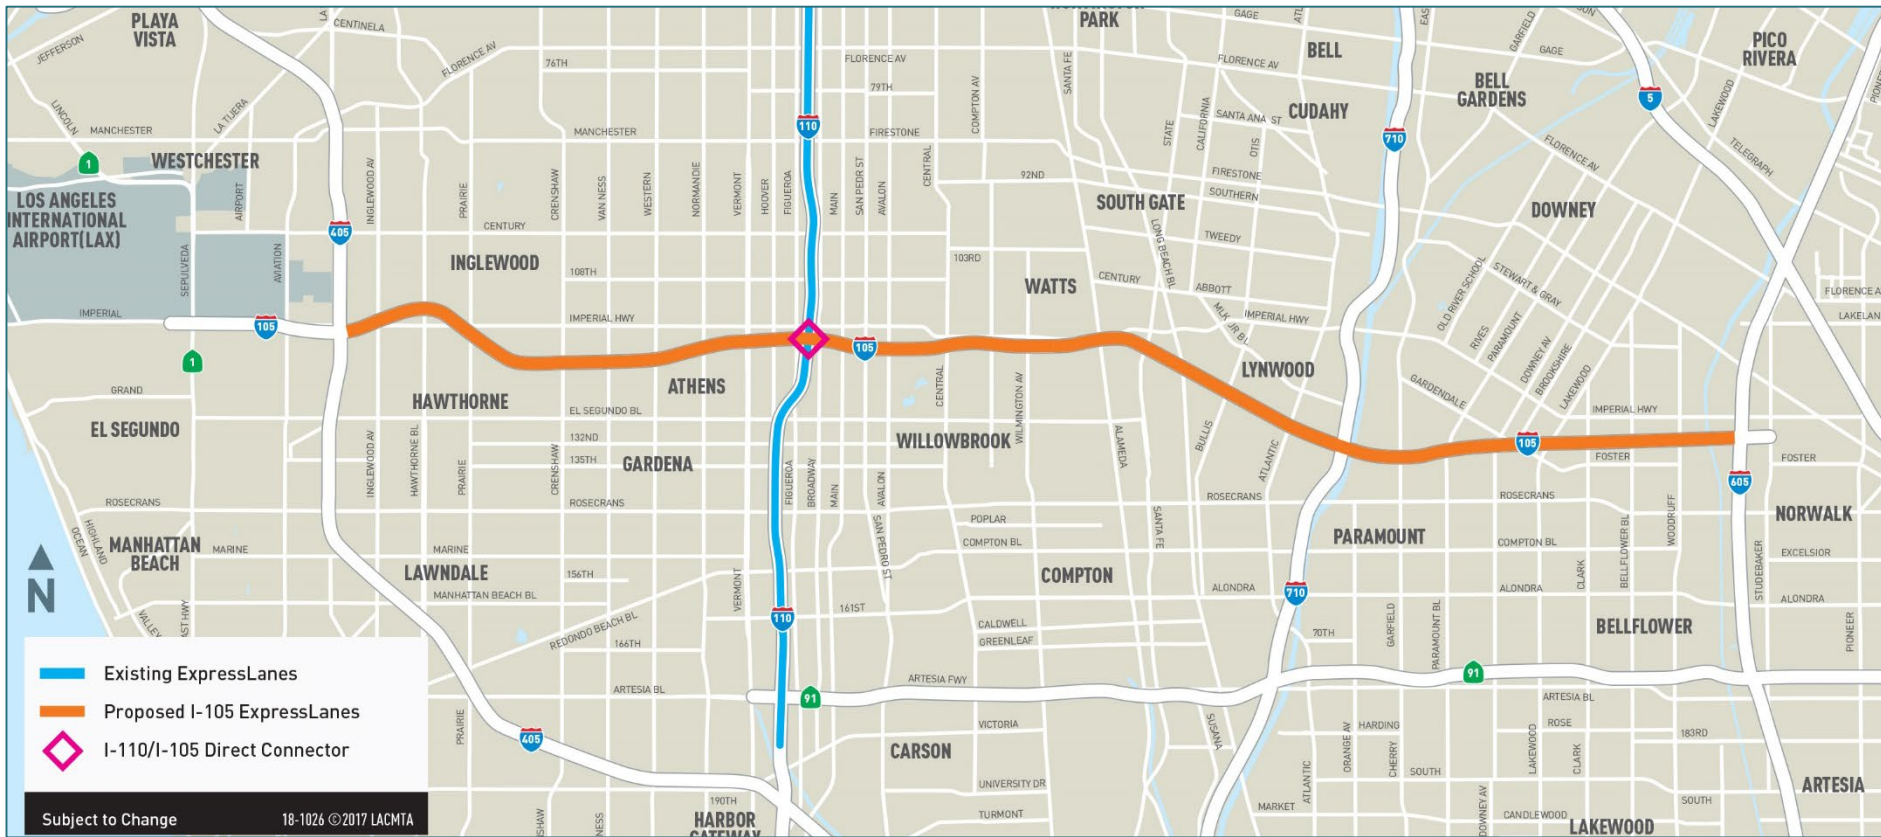 PLAYA
VISTA
CENTINELA
LA
JEFFERSON
FLORENCE AV
LINCOLN
LA TIJERA
76TH
FLORENCE AV
79TH
COMPTON AV
SANTA FE
PARK
GAGE
ATL
BELL
FLORENCE AV
EAS
GARFIELD
GAGE
BELL
GARDENS
5
LAKEWOOD
PICO
RIVERA
PIONEER
CUDAHY
SANTA ANA ST
CALIFORNIA
STATE
OTIS
710
MANCHESTER
WESTCHESTER
1
MANCHESTER
110
FIRESTONE
CENTRAL
FLORENCE AV
TELEGRAPH
LOS ANGELES
INTERNATIONAL
AIRPORT(LAX)
AIRPORT
SEPULVEDA
AVIATION
405
INGLEWOOD AV
PRAIRIE
CRENSHAW
VAN NESS
WESTERN
NORMANDIE
VERMONT
HOOVER
FIGUEROA
MAIN
SAN PEDR ST
AVALON
92ND
SOUTH GATE
FIRESTONE
SOUTHERN
TWEEDY
LONG BEACH BL
DOWNEY
CENTURY
INGLEWOOD
108TH
103RD
WATTS
CENTURY
ABBOTT
MLK JR BL
IMPERIAL HWY
OLD RIVER SCHOOL
STEWART & GRAY
RIVES
PARAMOUNT
DOWNEY AV
BROOKSHIRE
LAKEWOOD
FLORENCE A
LAKELAN
IMPERIAL
105
IMPERIAL HWY
105
LYNWOOD
1
GRAND
HAWTHORNE
ATHENS
CENTRAL
WILMINGTON AV
GARDENDALE
IMPERIAL HWY
EL SEGUNDO
EL SEGUNDO BL
132ND
135TH
GARDENA
WILLOWBROOK
ALAMEDA
BULLIS
ATLANTIC
105
FOSTER
FOSTER
INGLEWOOD AV
HAWTHORNE BL
PRAIRIE
CRENSHAW
FIGUEROA
BROADWAY
MAIN
AVALON
605
ROSECRANS
ROSECRANS
ROSECRANS
ROSECRANS
NORWALK
HIGHLAND
OCEAN
MANHATTAN
BEACH
MARINE
MARINE
LAWNDALE
156TH
MANHATTAN BEACH BL
SAN PEDRO ST
POPLAR
COMPTON BL
COMPTON
SANTA FE
PARAMOUNT
COMPTON BL
CLARK
BELLFLOWER BL
WOODRUFF
STUDEBAKER
EXCELSIOR
N
VALLEY
AST HWY
REDONDO BEACH BL
166TH
VERMONT
110
161ST
CALDWELL
GREENLEAF
ALONDRA
710
70TH
GARFIELD
PARAMOUNT BL
ALONDRA
BELLFLOWER
ALONDRA
PIONEER
ARTESIA BL
91
ARTESIA FWY
91
ARTESIA BL
PRAIRIE
405
VICTORIA
CARSON
SUSANA
ORANGE AV
HARDING
CHERRY
LAKEWOOD
ROSE
CLARK
183RD
UNIVERSITY DR
ATLANTIC
SOUTH
ARTESIA
NSHAW
NESS
190TH
HARBOR
GATEWAY
TURMONT
MARKET
DOWNEY AV
CANDLEWOOD
LAKEWOOD
SOUTH
Existing ExpressLanes
Proposed I-105 ExpressLanes
I-110/I-105 Direct Connector
Subject to Change
18-1026 ©2017 LACMTA